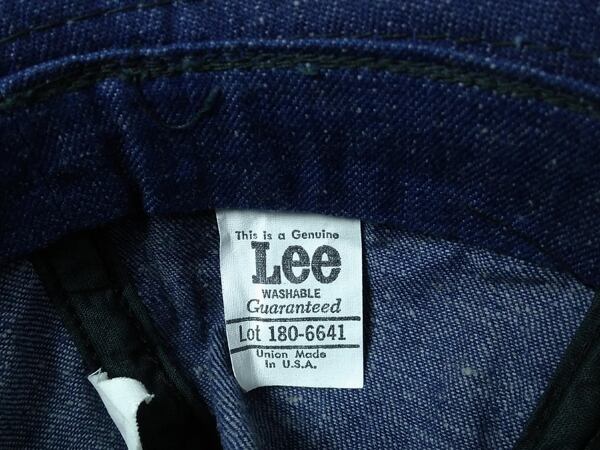 This is a Genuine
Lee
WASHABLE
Guaranteed
Lot 180-6641
Union Made
In U.S.A.